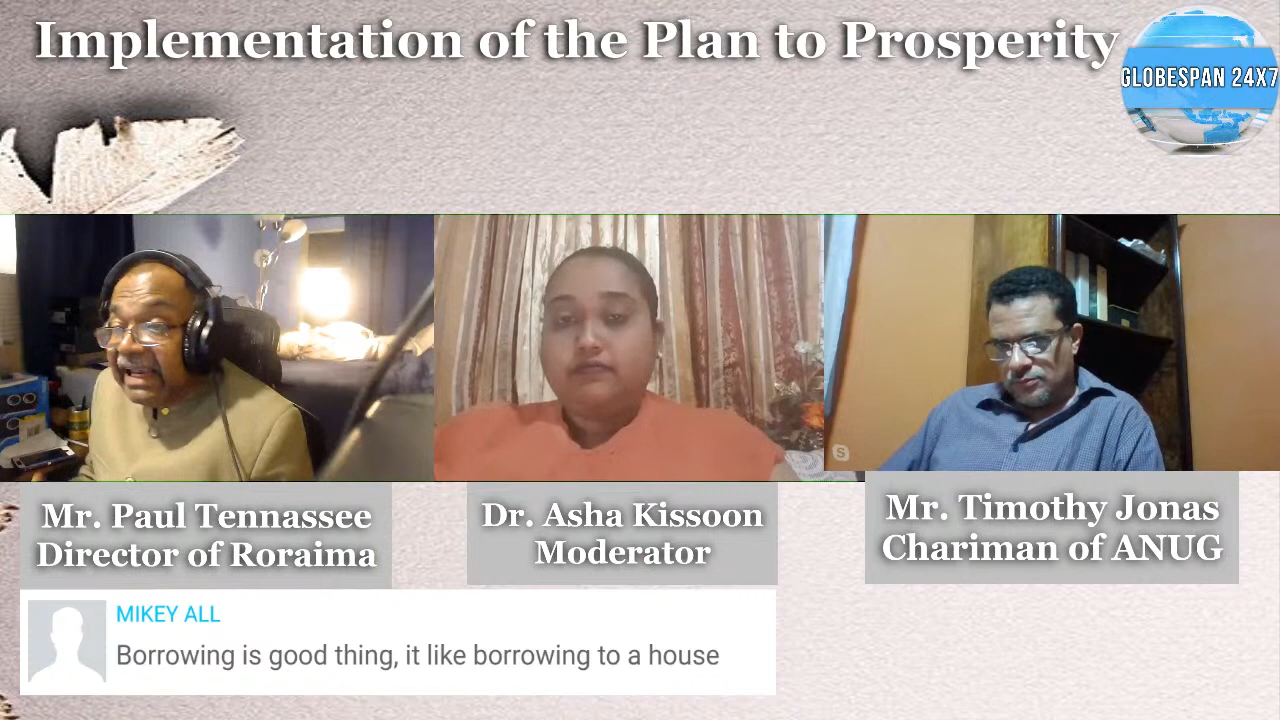 Implementation of the Plan to Prosperity
GLOBESPAN 24X7
Mr. Paul Tennassee
Director of Roraima
Dr. Asha Kissoon
Moderator
Mr. Timothy Jonas
Chariman of ANUG
MIKEY ALL
Borrowing is good thing, it like borrowing to a house